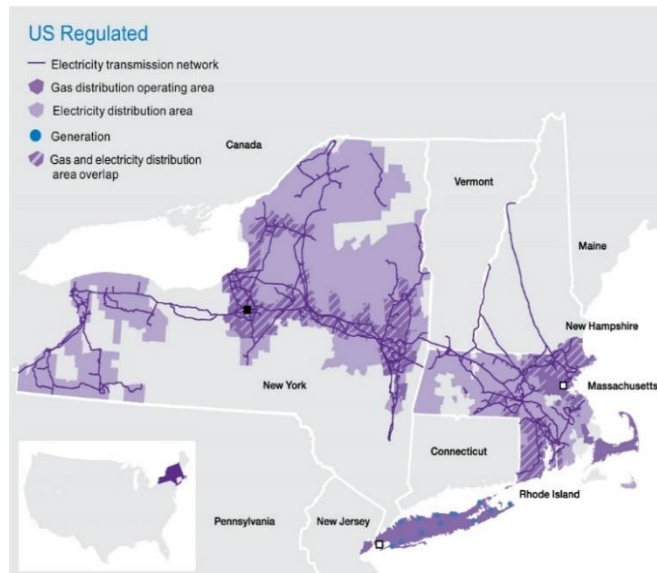 US Regulated
Electricity transmission network
Gas distribution operating area
Electricity distribution area
Generation
Gas and electricity distribution
area overlap
Canada
Vermont
Maine
New Hampshire
New York
Massachusetts
Connecticut
Rhode Island
Pennsylvania
New Jersey